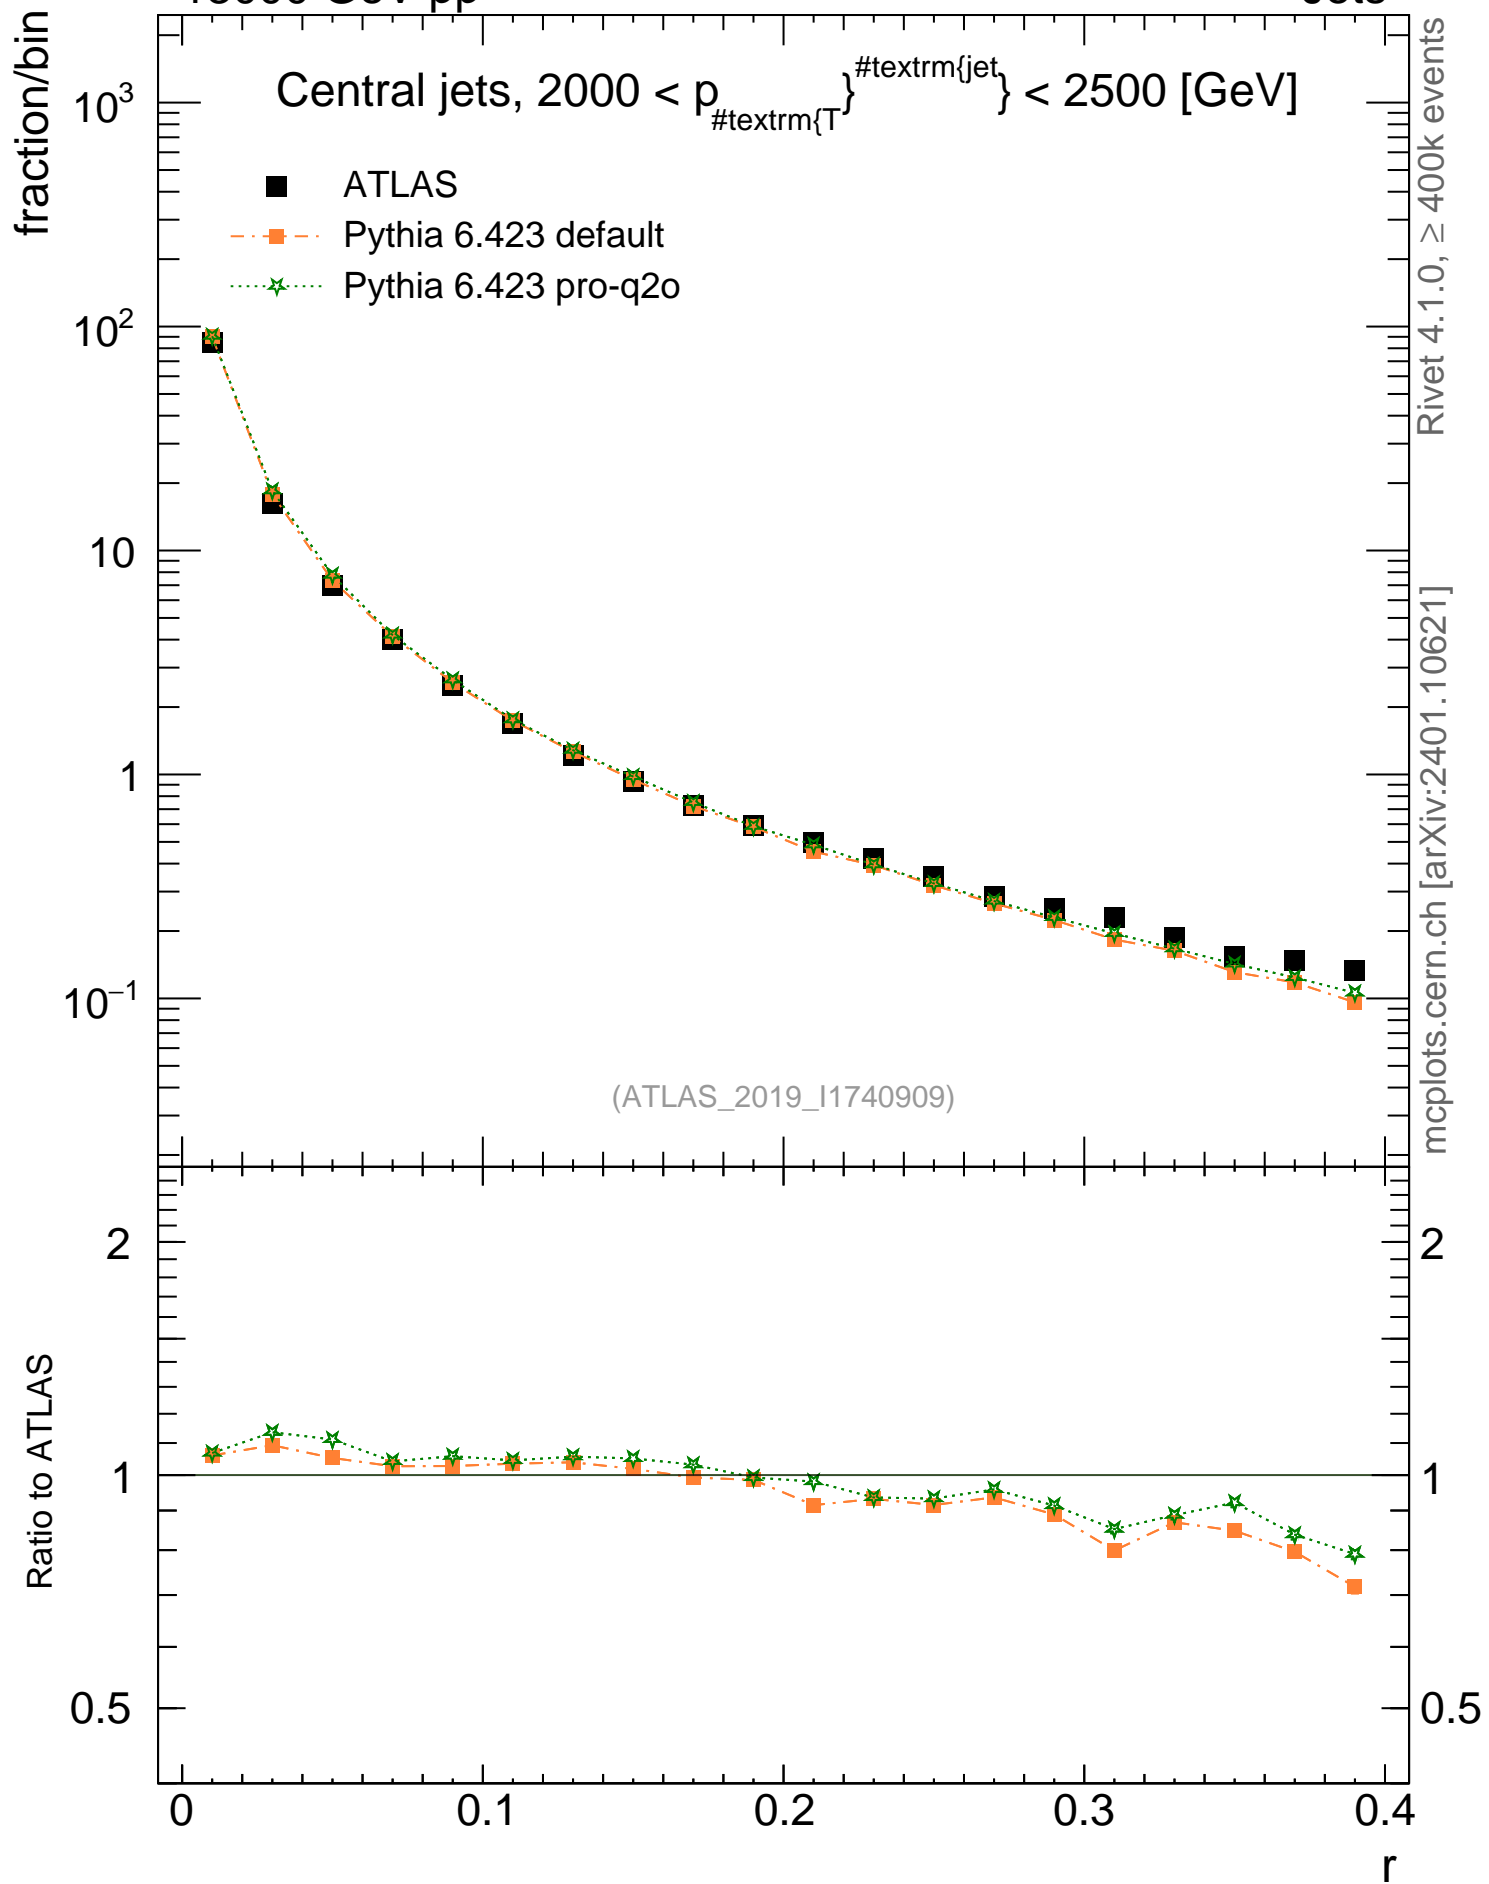 fraction/bin
Central jets, 2000 < p#textrm{T}#textrm{jet} < 2500 [GeV]
ATLAS
Pythia 6.423 default
Pythia 6.423 pro-q2o
10³
10²
10
1
10⁻¹
(ATLAS_2019_I1740909)
Rivet 4.1.0, ≥ 400k events
mcplots.cern.ch [arXiv:2401.10621]
Ratio to ATLAS
2
1
0.5
2
1
0.5
0 0.1 0.2 0.3 0.4
r